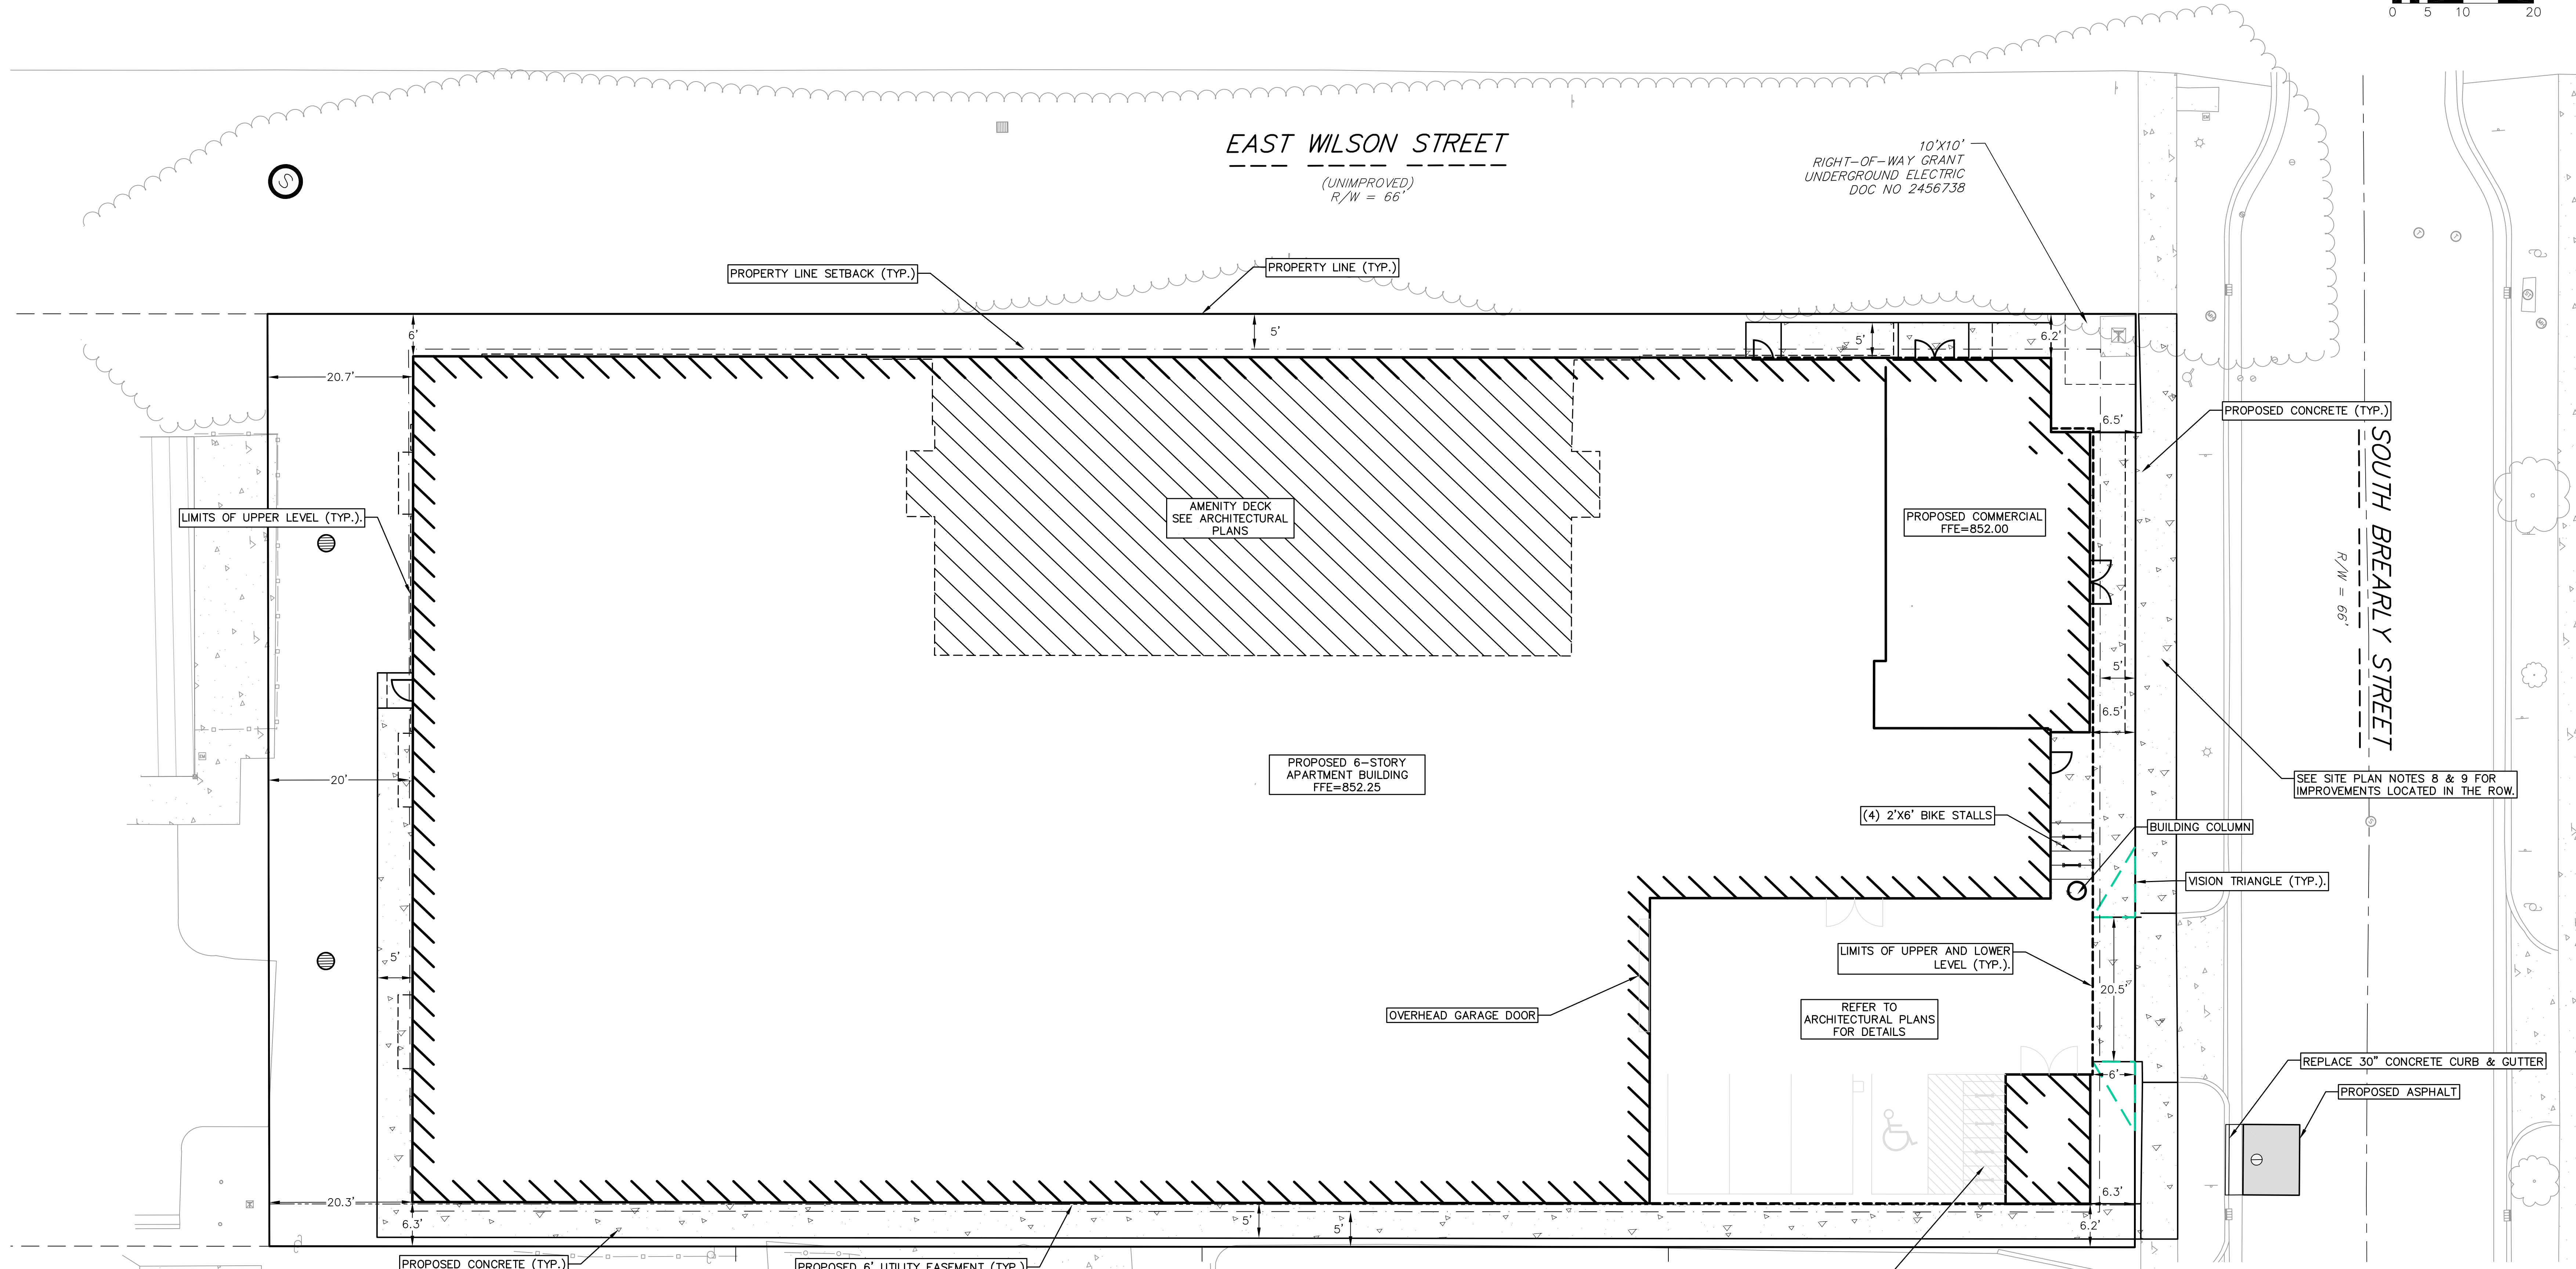 0 5 10 20
EAST WILSON STREET
(UNIMPROVED)
R/W = 66'
10'X10'
RIGHT-OF-WAY GRANT
UNDERGROUND ELECTRIC
DOC NO 2456738
S
PROPERTY LINE SETBACK (TYP.)
PROPERTY LINE (TYP.)
6'
5'
5'
6.2'
20.7'
6.5'
PROPOSED CONCRETE (TYP.)
SOUTH BREARLY STREET
R/W = 66'
LIMITS OF UPPER LEVEL (TYP.).
AMENITY DECK
SEE ARCHITECTURAL
PLANS
PROPOSED COMMERCIAL
FFE=852.00
5'
6.5'
20'
PROPOSED 6-STORY
APARTMENT BUILDING
FFE=852.25
SEE SITE PLAN NOTES 8 & 9 FOR
IMPROVEMENTS LOCATED IN THE ROW.
(4) 2'X6' BIKE STALLS
BUILDING COLUMN
VISION TRIANGLE (TYP.).
5'
LIMITS OF UPPER AND LOWER
LEVEL (TYP.).
20.5'
OVERHEAD GARAGE DOOR
REFER TO
ARCHITECTURAL PLANS
FOR DETAILS
REPLACE 30" CONCRETE CURB & GUTTER
6'
PROPOSED ASPHALT
20.3'
6.3'
6.3'
5'
5'
6.2'
PROPOSED CONCRETE (TYP.)
PROPOSED 6' UTILITY EASEMENT (TYP.)